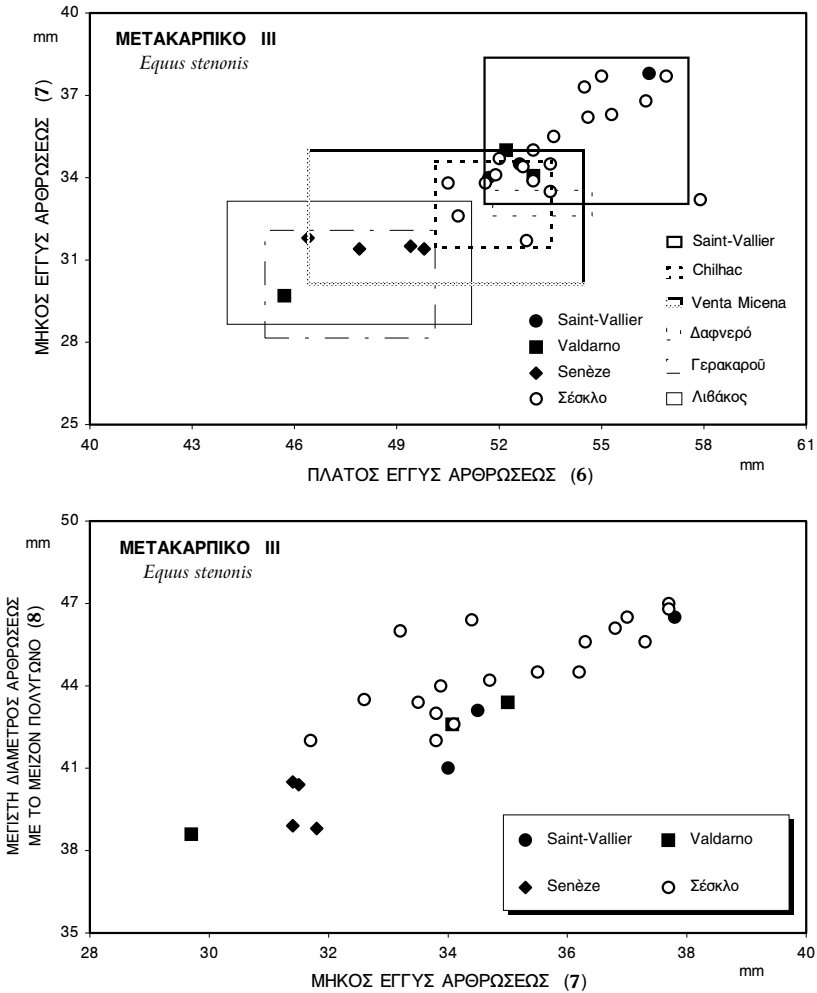 40
mm
ΜΕΤΑΚΑΡΠΙΚΟ III
Equus stenonis
37
34
31
28
25
ΜΗΚΟΣ ΕΓΓΥΣ ΑΡΘΡΩΣΕΩΣ (7)
Saint-Vallier
Valdarno
Senèze
Σέσκλο
Saint-Vallier
Chilhac
Venta Micena
Δαφνερό
Γερακαροῦ
Λιβάκος
40 43 46 49 52 55 58 61
mm
ΠΛΑΤΟΣ ΕΓΓΥΣ ΑΡΘΡΩΣΕΩΣ (6)
50
mm
ΜΕΤΑΚΑΡΠΙΚΟ III
Equus stenonis
47
44
41
38
35
ΜΕΓΙΣΤΗ ΔΙΑΜΕΤΡΟΣ ΑΡΘΡΩΣΕΩΣ
ΜΕ ΤΟ ΜΕΙΖΟΝ ΠΟΛΥΓΩΝΟ (8)
Saint-Vallier Valdarno
Senèze Σέσκλο
28 30 32 34 36 38 40
mm
ΜΗΚΟΣ ΕΓΓΥΣ ΑΡΘΡΩΣΕΩΣ (7)